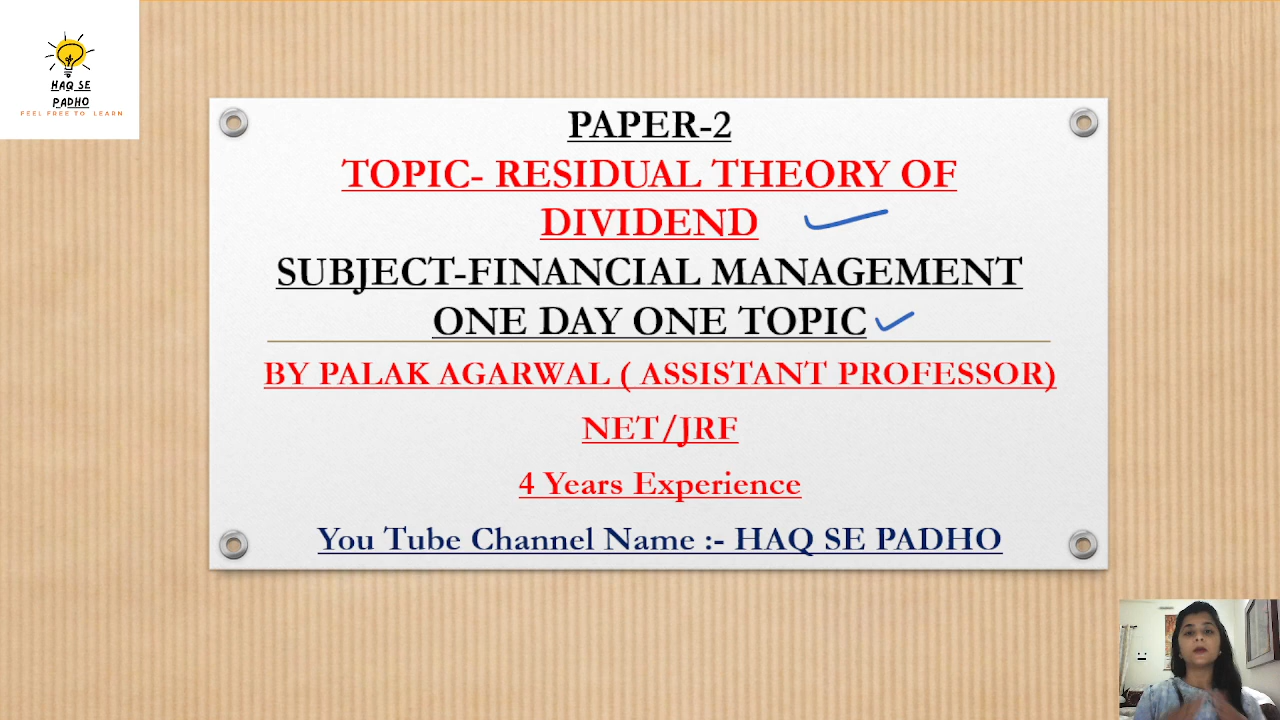 HAQ SE
PADHO
FEEL FREE TO LEARN
PAPER-2
TOPIC- RESIDUAL THEORY OF
DIVIDEND
SUBJECT-FINANCIAL MANAGEMENT
ONE DAY ONE TOPIC
BY PALAK AGARWAL ( ASSISTANT PROFESSOR)
NET/JRF
4 Years Experience
You Tube Channel Name :- HAQ SE PADHO